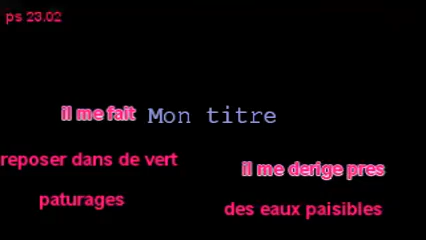 ps 23.02
il me fait
Mon titre
reposer dans de vert
paturages
il me derige pres
des eaux paisibles